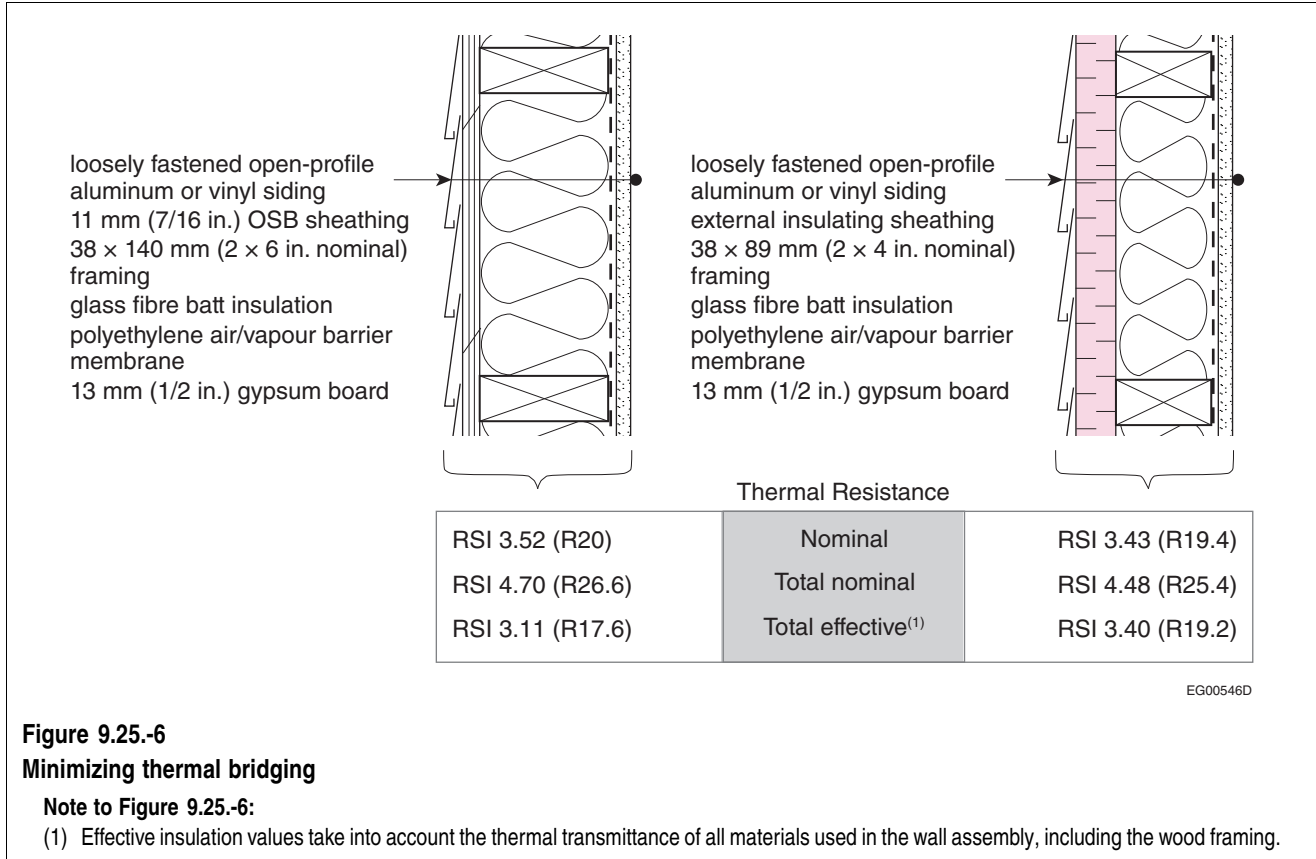 loosely fastened open-profile
aluminum or vinyl siding
11 mm (7/16 in.) OSB sheathing
38 × 140 mm (2 × 6 in. nominal)
framing
glass fibre batt insulation
polyethylene air/vapour barrier
membrane
13 mm (1/2 in.) gypsum board
loosely fastened open-profile
aluminum or vinyl siding
external insulating sheathing
38 × 89 mm (2 × 4 in. nominal)
framing
glass fibre batt insulation
polyethylene air/vapour barrier
membrane
13 mm (1/2 in.) gypsum board
Thermal Resistance
RSI 3.52 (R20) Nominal RSI 3.43 (R19.4)
RSI 4.70 (R26.6) Total nominal RSI 4.48 (R25.4)
RSI 3.11 (R17.6) Total effective(1) RSI 3.40 (R19.2)
EG00546D
Figure 9.25.-6
Minimizing thermal bridging
Note to Figure 9.25.-6:
(1) Effective insulation values take into account the thermal transmittance of all materials used in the wall assembly, including the wood framing.